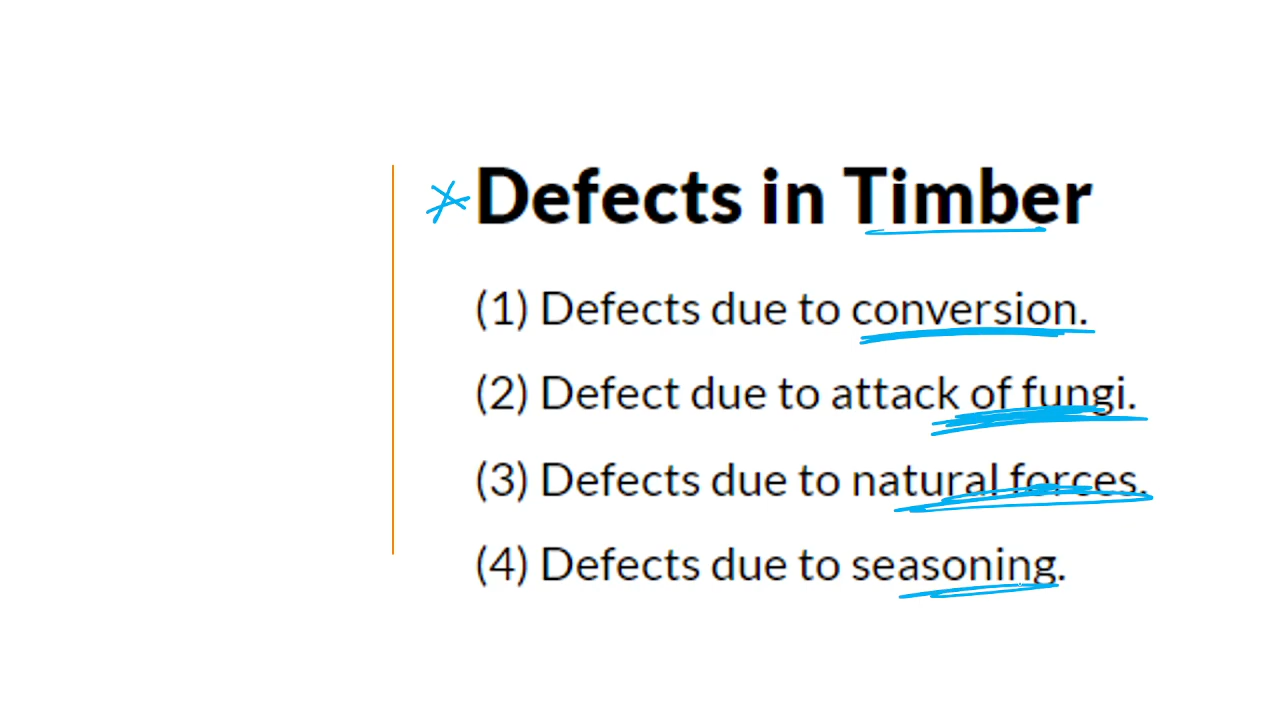 *Defects in Timber
(1) Defects due to conversion.
(2) Defect due to attack of fungi.
(3) Defects due to natural forces.
(4) Defects due to seasoning.